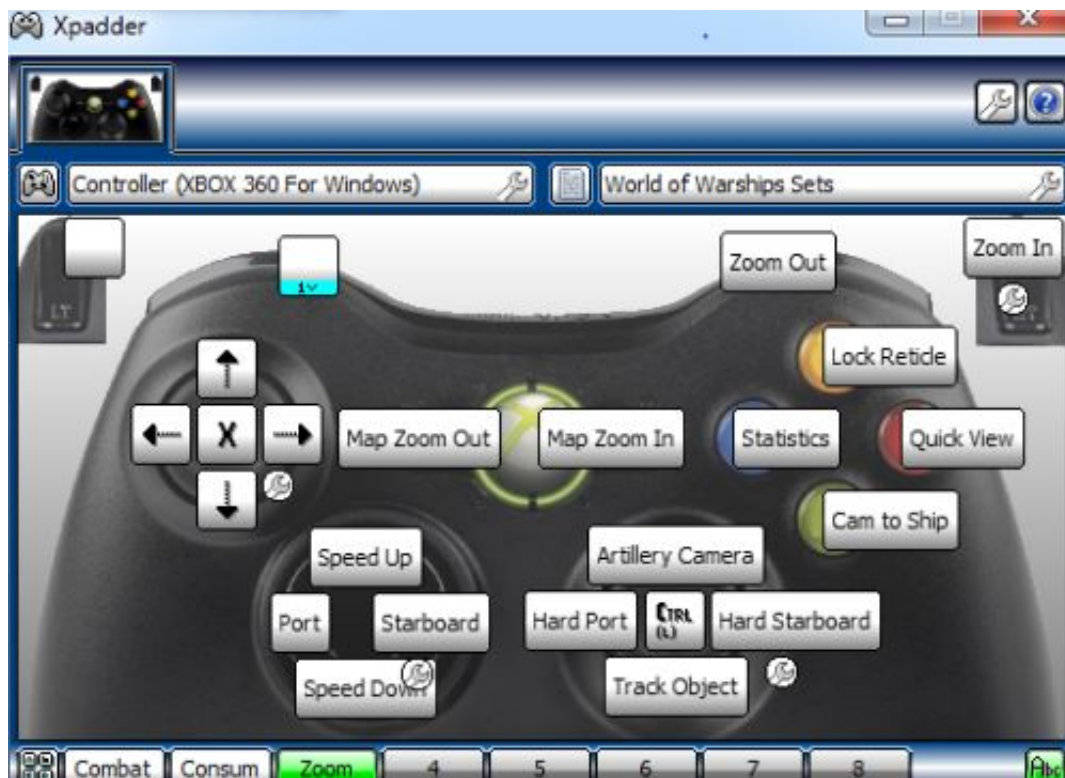 Xpadder
Controller (XBOX 360 For Windows)
World of Warships Sets
Zoom Out
Zoom In
LT
1
Lock Reticle
X
Map Zoom Out
Map Zoom In
Statistics
Quick View
Cam to Ship
Speed Up
Artillery Camera
Port
Starboard
Hard Port
CTRL
(L)
Hard Starboard
Speed Down
Track Object
Combat
Consum
Zoom
4
5
6
7
8
Abc